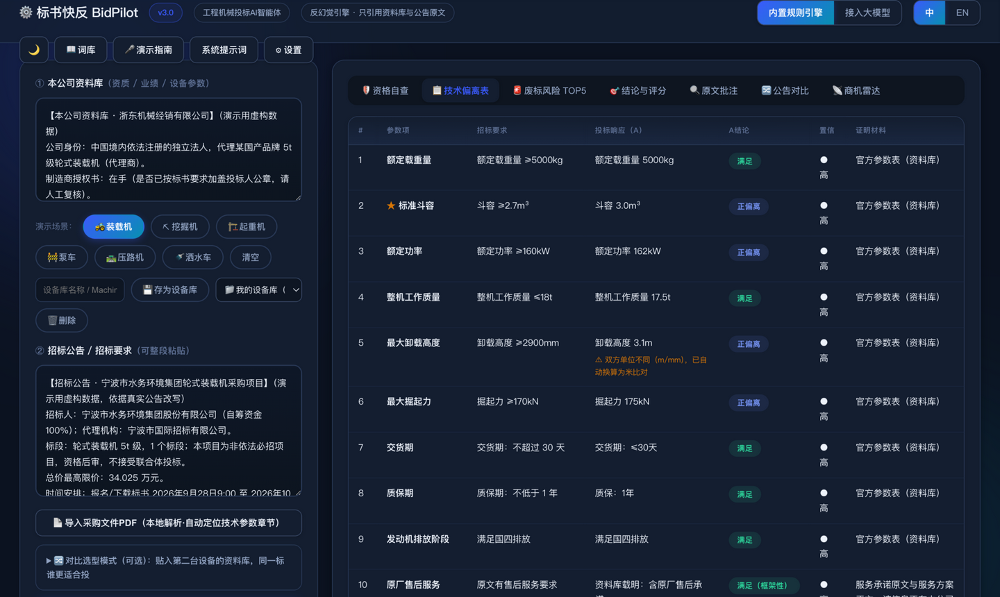 标书快反 BidPilot
v3.0
工程机械投标AI智能体
反幻觉引擎 · 只引用资料库与公告原文
内置规则引擎
接入大模型
中
EN
词库
演示指南
系统提示词
设置
① 本公司资料库（资质 / 业绩 / 设备参数）
【本公司资料库 · 浙东机械经销有限公司】（演示用虚构数
据）
公司身份：中国境内依法注册的独立法人，代理某国产品牌 5t
级轮式装载机（代理商）。
制造商授权书：在手（是否已按标书要求加盖投标人公章，请
人工复核）。
演示场景：
装载机
挖掘机
起重机
泵车
压路机
洒水车
清空
设备库名称 / Machir
存为设备库
我的设备库（
删除
② 招标公告 / 招标要求（可整段粘贴）
【招标公告 · 宁波市水务环境集团轮式装载机采购项目】（演
示用虚构数据，依据真实公告改写）
招标人：宁波市水务环境集团股份有限公司（自筹资金
100%）；代理机构：宁波市国际招标有限公司。
标段：轮式装载机 5t 级，1 个标段；本项目为非依法必招项
目，资格后审，不接受联合体投标。
总价最高限价：34.025 万元。
时间安排：报名/下载标书 2026年9月28日9:00 至 2026年10
导入采购文件PDF（本地解析·自动定位技术参数章节）
对比选型模式（可选）：贴入第二台设备的资料库，同一标
谁更适合投
资格自查
技术偏离表
废标风险 TOP5
结论与评分
原文批注
公告对比
商机雷达
# 参数项 招标要求 投标响应（A） A结论 置信 证明材料
1 额定载重量 额定载重量 ≥5000kg 额定载重量 5000kg 满足 ● 官方参数表（资料库）
高
2 ★ 标准斗容 斗容 ≥2.7m³ 斗容 3.0m³ 正偏离 ● 官方参数表（资料库）
高
3 额定功率 额定功率 ≥160kW 额定功率 162kW 正偏离 ● 官方参数表（资料库）
高
4 整机工作质量 整机工作质量 ≤18t 整机工作质量 17.5t 满足 ● 官方参数表（资料库）
高
5 最大卸载高度 卸载高度 ≥2900mm 卸载高度 3.1m 正偏离 ● 官方参数表（资料库）
高
⚠ 双方单位不同（m/mm），已自
动换算为米比对
6 最大掘起力 掘起力 ≥170kN 掘起力 175kN 正偏离 ● 官方参数表（资料库）
高
7 交货期 交货期：不超过 30 天 交货期：≤30天 满足 ● 官方参数表（资料库）
高
8 质保期 质保期：不低于 1 年 质保：1年 满足 ● 官方参数表（资料库）
高
9 发动机排放阶段 满足国四排放 满足国四排放 满足 ● 官方参数表（资料库）
高
10 原厂售后服务 原文有售后服务要求 资料库载明：含原厂售后承 满足（框架性） ● 服务承诺原文与服务方案